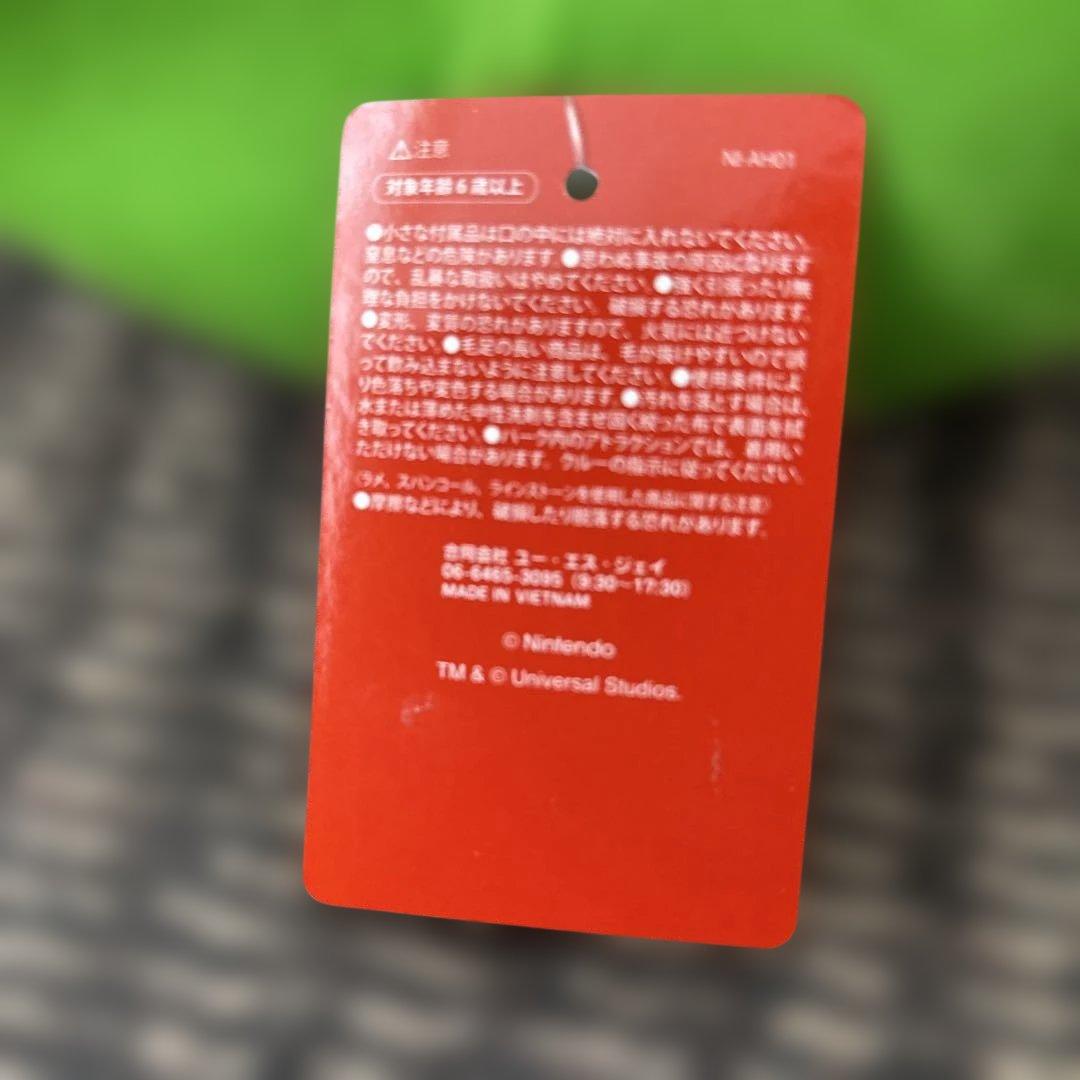 ⚠注意
NI-AH01
対象年齢6歳以上
●小さな付属品は口の中には絶対に入れないでください。
窒息などの危険があります。●思わぬ事故の原因になります
ので、乱暴な取扱いはやめてください。●強く引張ったり無
理な負担をかけないでください。破損する恐れがあります。
●変形、変質の恐れがありますので、火気には近づけない
でください。●毛足の長い商品は、毛が抜けやすいので誤
って飲み込まないように注意してください。●使用条件によ
り色落ちや変色する場合があります。●汚れを落とす場合は、
水または薄めた中性洗剤を含ませ固く絞った布で表面を拭
き取ってください。●パーク内のアトラクションでは、着用い
ただけない場合があります。クルーの指示に従ってください。
(ラメ、スパンコール、ラインストーンを使用した商品に関する注意)
●摩擦などにより、破損したり脱落する恐れがあります。
合同会社 ユー・エス・ジェイ
06-6465-3095（9:30～17:30）
MADE IN VIETNAM
© Nintendo
TM & © Universal Studios.